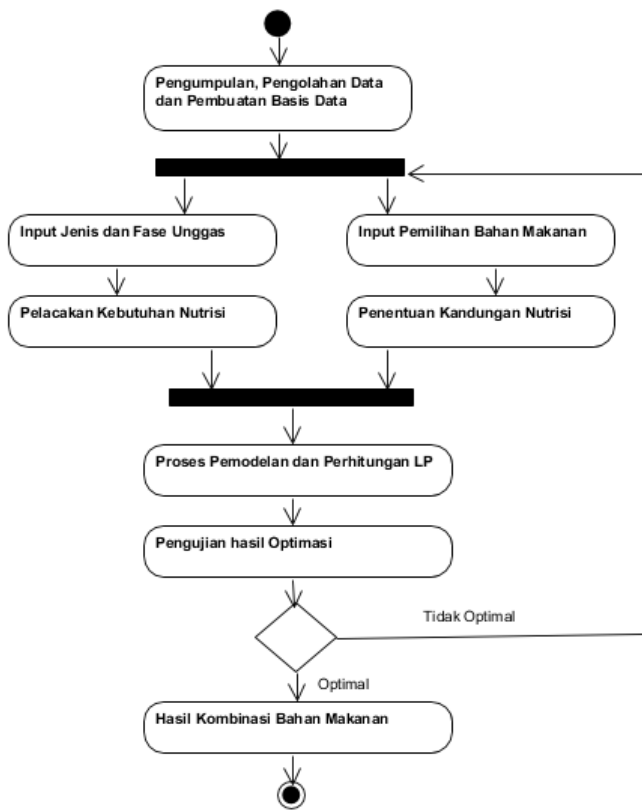 Pengumpulan, Pengolahan Data
dan Pembuatan Basis Data
Input Jenis dan Fase Unggas
Input Pemilihan Bahan Makanan
Pelacakan Kebutuhan Nutrisi
Penentuan Kandungan Nutrisi
Proses Pemodelan dan Perhitungan LP
Pengujian hasil Optimasi
Tidak Optimal
Optimal
Hasil Kombinasi Bahan Makanan